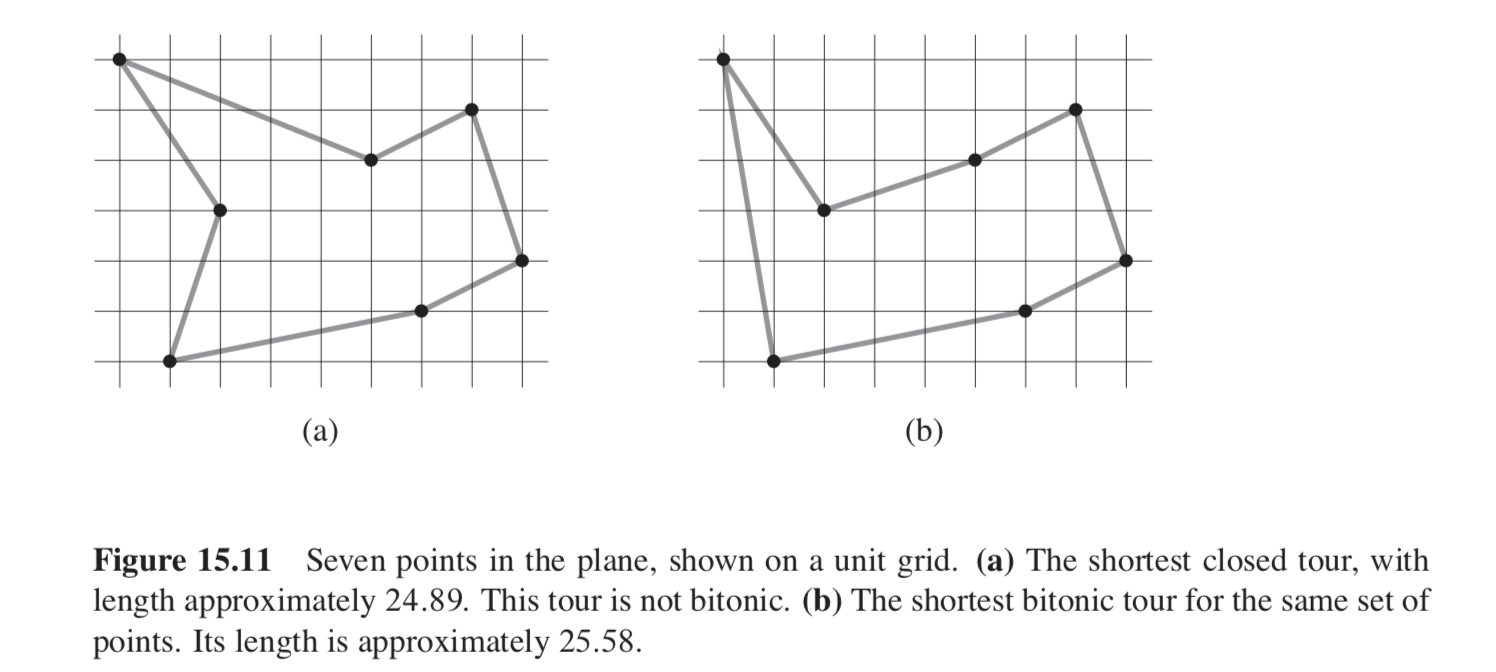 (a)
(b)
Figure 15.11 Seven points in the plane, shown on a unit grid. (a) The shortest closed tour, with
length approximately 24.89. This tour is not bitonic. (b) The shortest bitonic tour for the same set of
points. Its length is approximately 25.58.